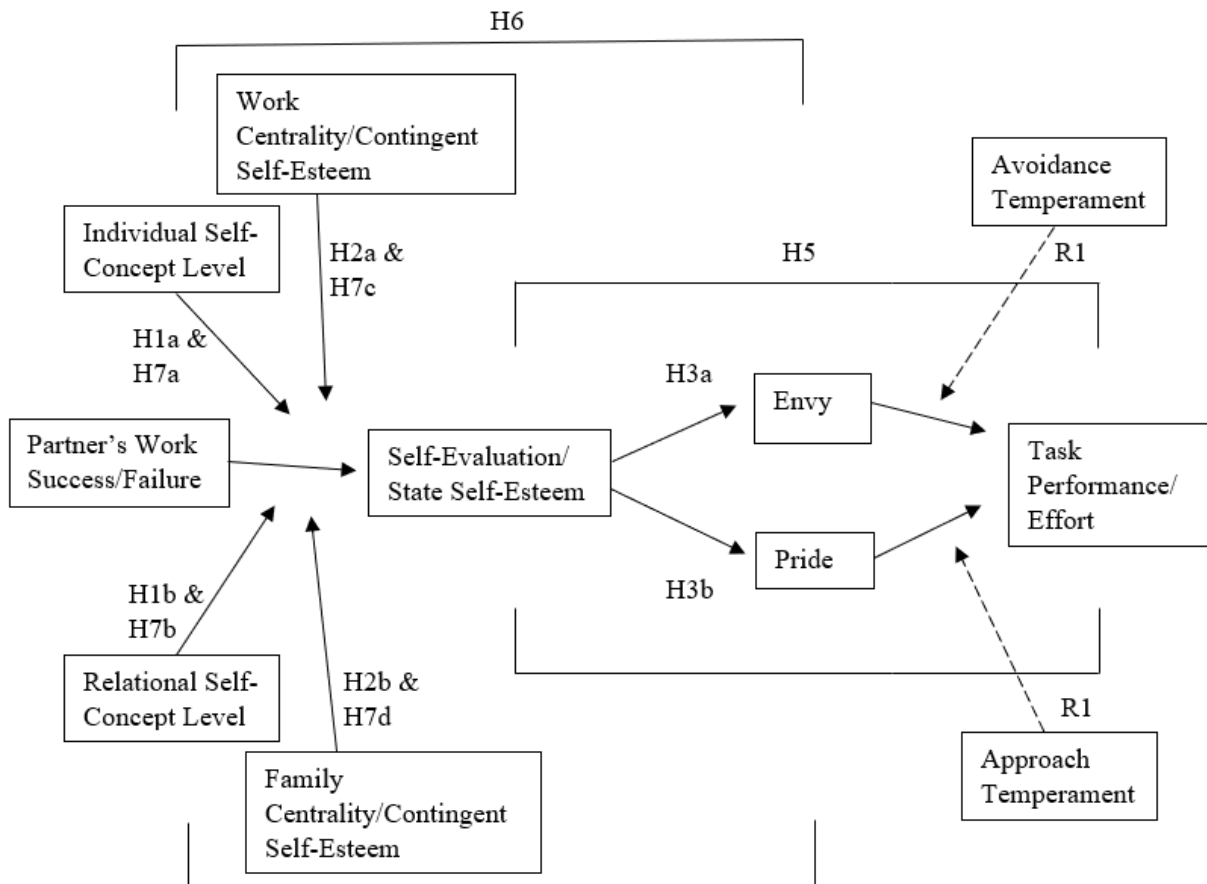 H6
Work
Centrality/Contingent
Self-Esteem
Avoidance
Temperament
Individual Self-
Concept Level
H2a &
H7c
H5
R1
H1a &
H7a
H3a
Envy
Partner’s Work
Success/Failure
Self-Evaluation/
State Self-Esteem
Task
Performance/
Effort
Pride
H3b
H1b &
H7b
Relational Self-
Concept Level
H2b &
H7d
R1
Family
Centrality/Contingent
Self-Esteem
Approach
Temperament